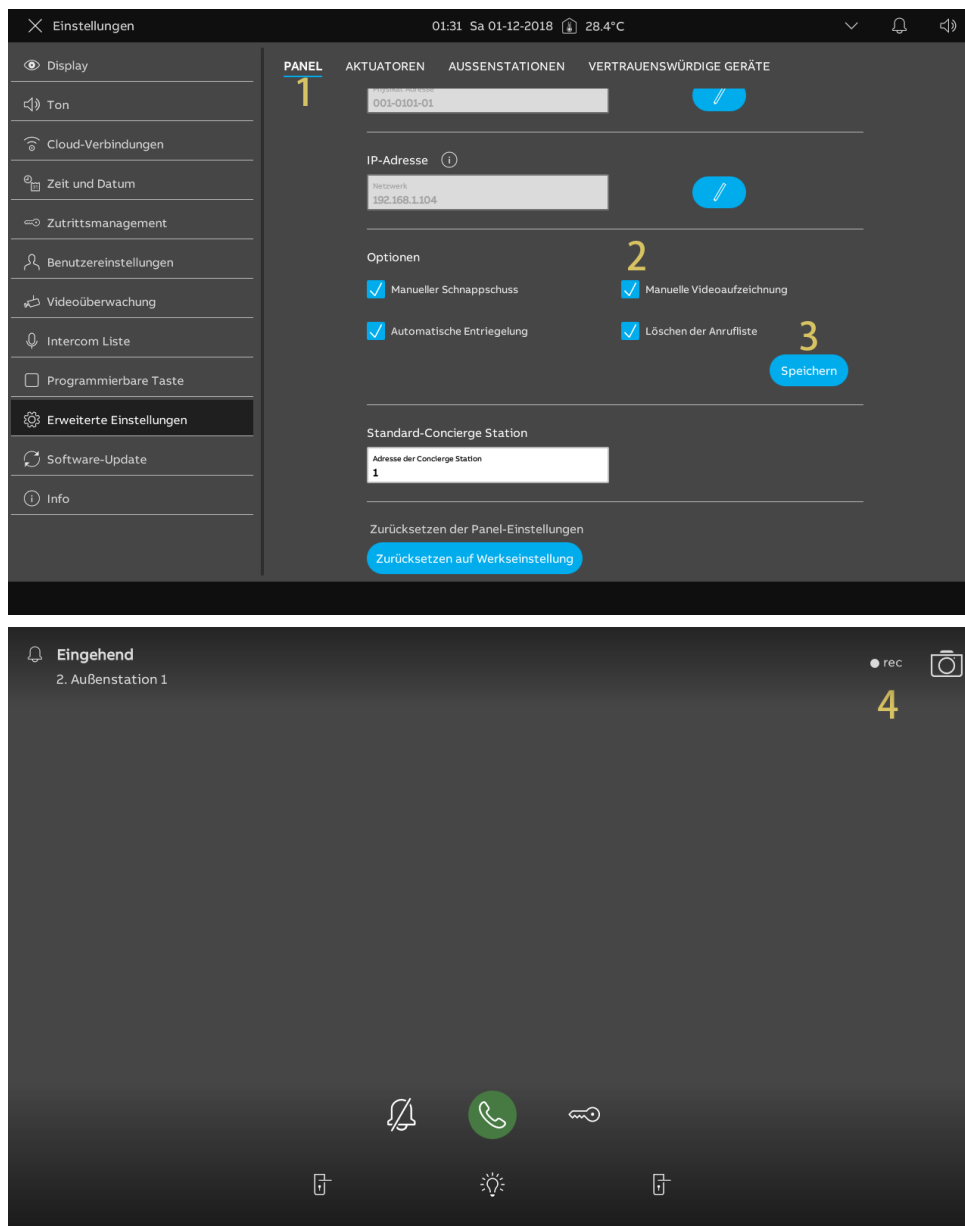 Einstellungen
01:31 Sa 01-12-2018 28.4°C
Display
Ton
Cloud-Verbindungen
Zeit und Datum
Zutrittsmanagement
Benutzereinstellungen
Videoüberwachung
Intercom Liste
Programmierbare Taste
Erweiterte Einstellungen
Software-Update
Info
PANEL AKTUATOREN AUSSENSTATIONEN VERTRAUENSWÜRDIGE GERÄTE
1
Physikal. Adresse
001-0101-01
IP-Adresse
Netzwerk
192.168.1.104
Optionen
2
Manueller Schnappschuss Manuelle Videoaufzeichnung
Automatische Entriegelung Löschen der Anrufliste
3
Speichern
Standard-Concierge Station
Adresse der Concierge Station
1
Zurücksetzen der Panel-Einstellungen
Zurücksetzen auf Werkseinstellung
Eingehend
2. Außenstation 1
rec
4